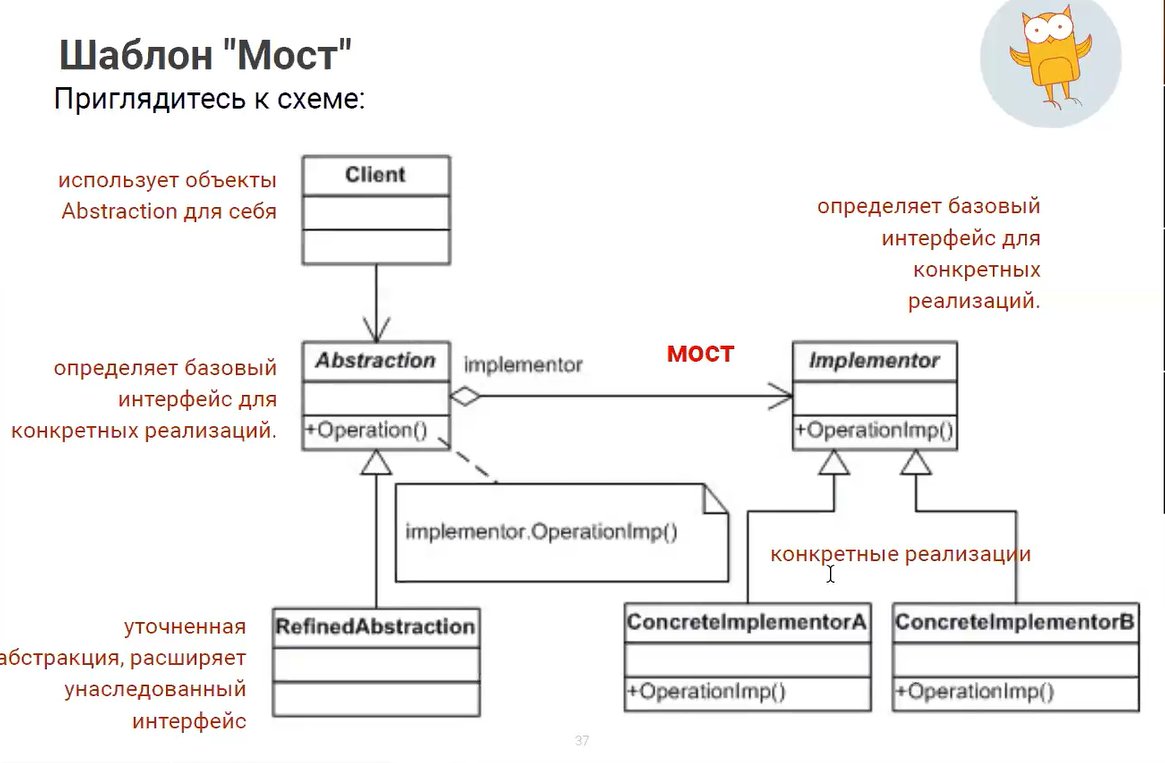 Шаблон "Мост"
Приглядитесь к схеме:
использует объекты
Abstraction для себя
Client
определяет базовый
интерфейс для
конкретных
реализаций.
определяет базовый
интерфейс для
конкретных реализаций.
Abstraction
+Operation()
implementor
мост
Implementor
+OperationImp()
implementor.OperationImp()
конкретные реализации
уточненная
абстракция, расширяет
унаследованный
интерфейс
RefinedAbstraction
ConcreteImplementorA
+OperationImp()
ConcreteImplementorB
+OperationImp()
37